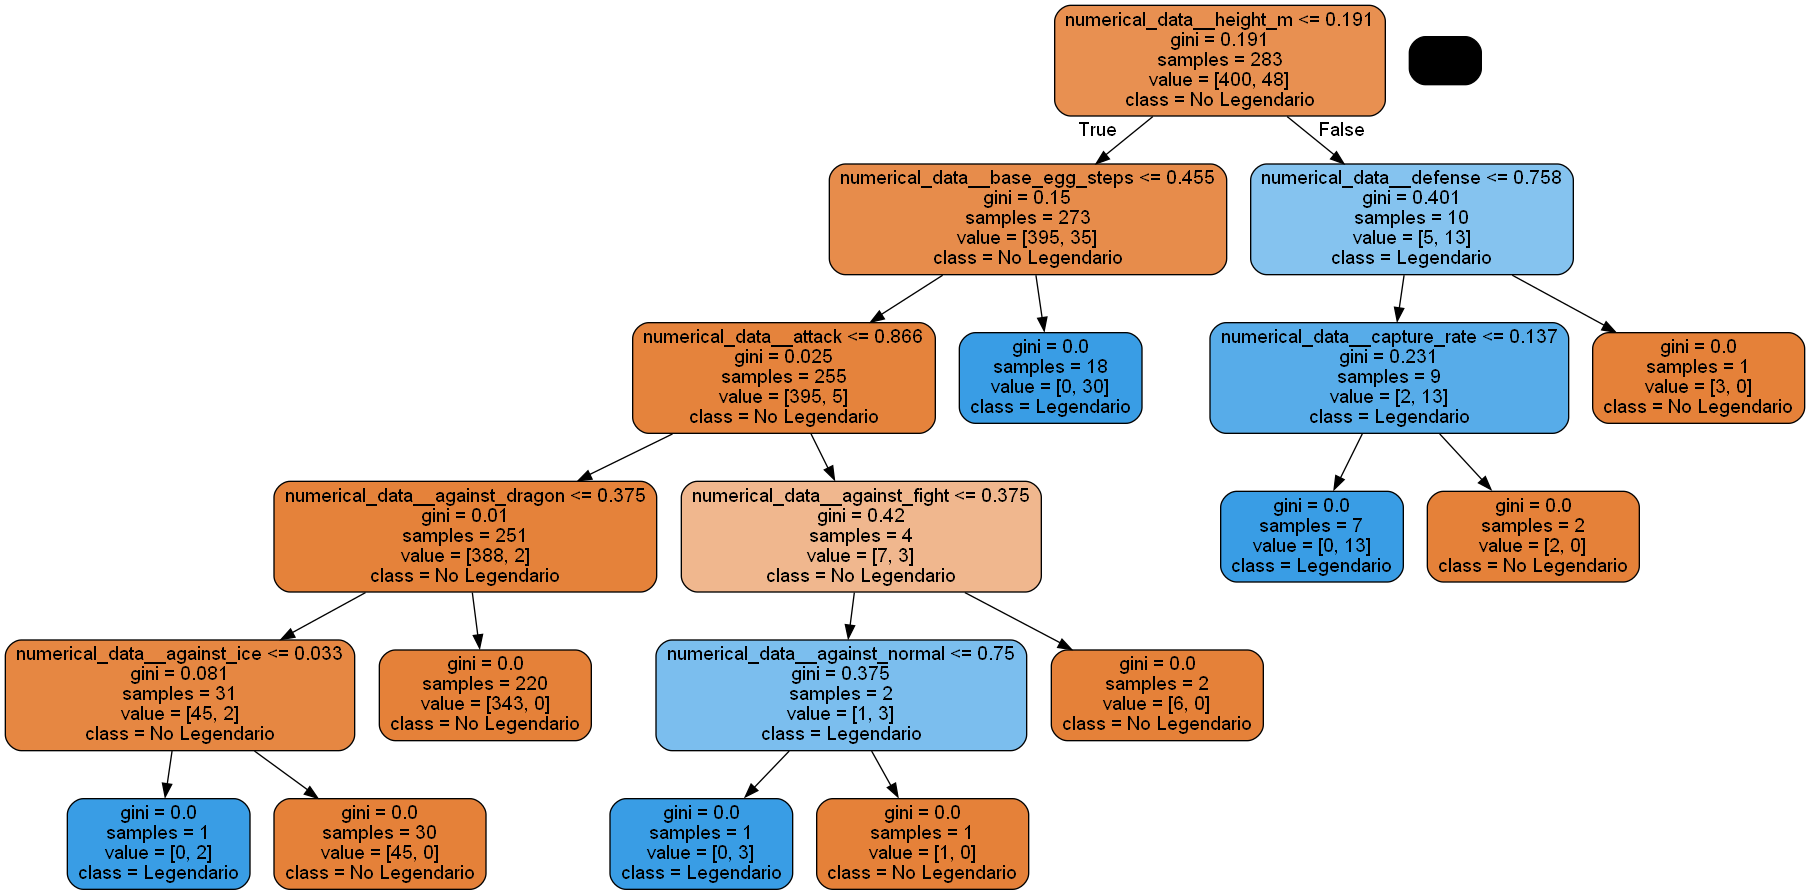 numerical_data__height_m <= 0.191
gini = 0.191
samples = 283
value = [400, 48]
class = No Legendario
True
False
numerical_data__base_egg_steps <= 0.455
gini = 0.15
samples = 273
value = [395, 35]
class = No Legendario
numerical_data__defense <= 0.758
gini = 0.401
samples = 10
value = [5, 13]
class = Legendario
numerical_data__attack <= 0.866
gini = 0.025
samples = 255
value = [395, 5]
class = No Legendario
gini = 0.0
samples = 18
value = [0, 30]
class = Legendario
numerical_data__capture_rate <= 0.137
gini = 0.231
samples = 9
value = [2, 13]
class = Legendario
gini = 0.0
samples = 1
value = [3, 0]
class = No Legendario
numerical_data__against_dragon <= 0.375
gini = 0.01
samples = 251
value = [388, 2]
class = No Legendario
numerical_data__against_fight <= 0.375
gini = 0.42
samples = 4
value = [7, 3]
class = No Legendario
gini = 0.0
samples = 7
value = [0, 13]
class = Legendario
gini = 0.0
samples = 2
value = [2, 0]
class = No Legendario
numerical_data__against_ice <= 0.033
gini = 0.081
samples = 31
value = [45, 2]
class = No Legendario
gini = 0.0
samples = 220
value = [343, 0]
class = No Legendario
numerical_data__against_normal <= 0.75
gini = 0.375
samples = 2
value = [1, 3]
class = Legendario
gini = 0.0
samples = 2
value = [6, 0]
class = No Legendario
gini = 0.0
samples = 1
value = [0, 2]
class = Legendario
gini = 0.0
samples = 30
value = [45, 0]
class = No Legendario
gini = 0.0
samples = 1
value = [0, 3]
class = Legendario
gini = 0.0
samples = 1
value = [1, 0]
class = No Legendario